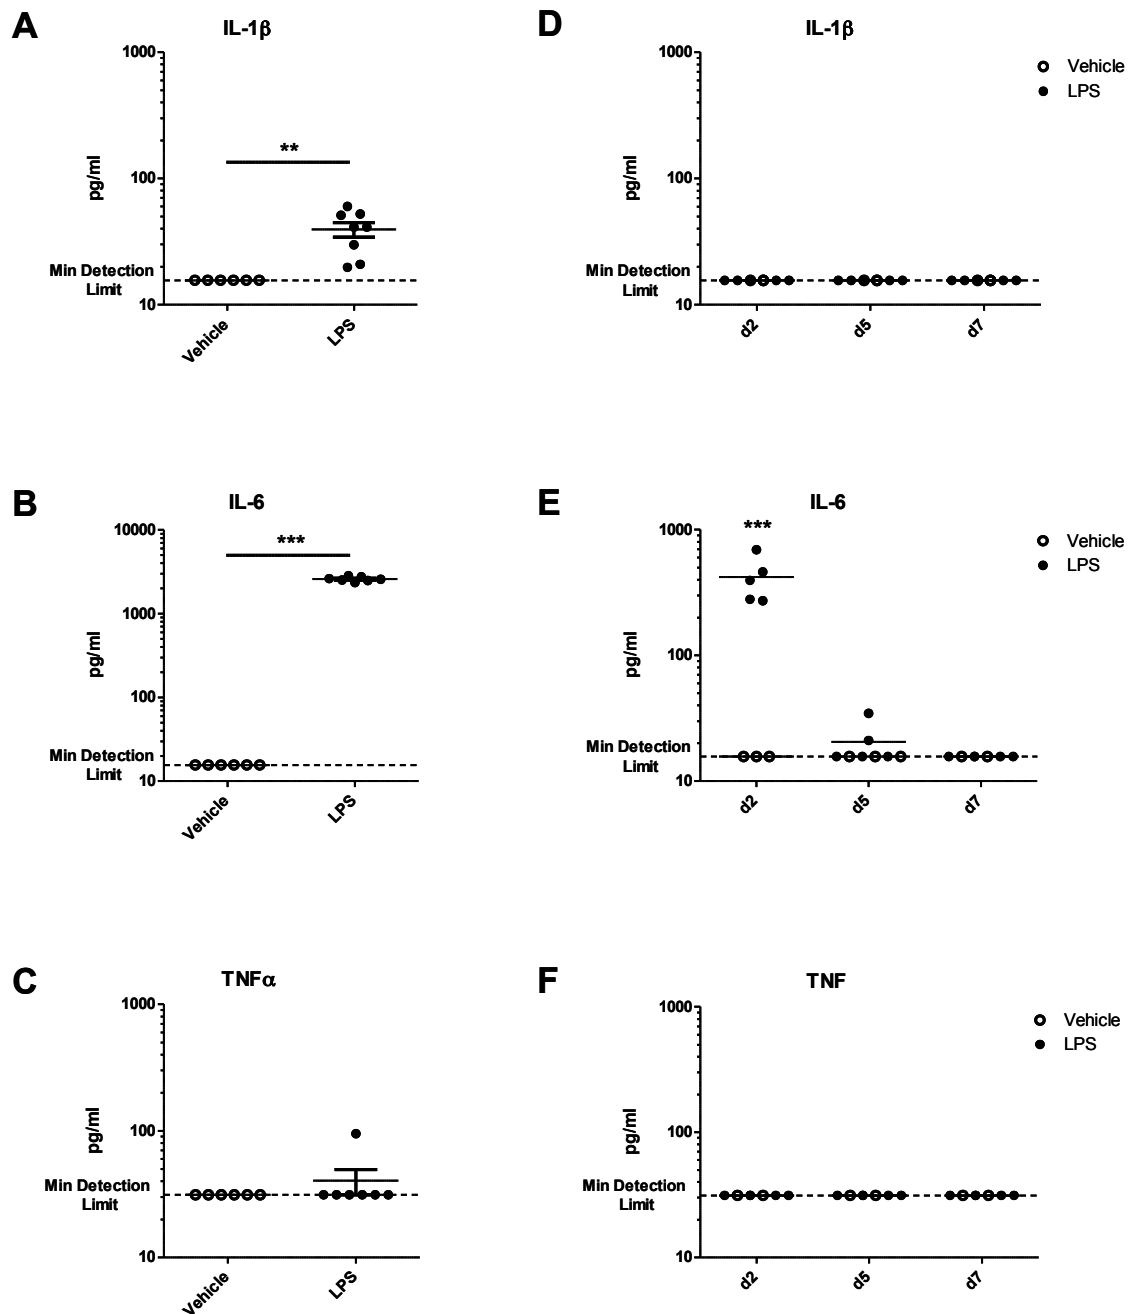 A
IL-1β
1000
100
10
pg/ml
Min Detection
Limit
**
Vehicle
LPS
D
IL-1β
1000
100
10
pg/ml
Min Detection
Limit
d2
d5
d7
Vehicle
LPS
B
IL-6
10000
1000
100
10
pg/ml
Min Detection
Limit
***
Vehicle
LPS
E
IL-6
1000
100
10
pg/ml
Min Detection
Limit
***
d2
d5
d7
Vehicle
LPS
C
TNFα
1000
100
10
pg/ml
Min Detection
Limit
Vehicle
LPS
F
TNF
1000
100
10
pg/ml
Min Detection
Limit
d2
d5
d7
Vehicle
LPS